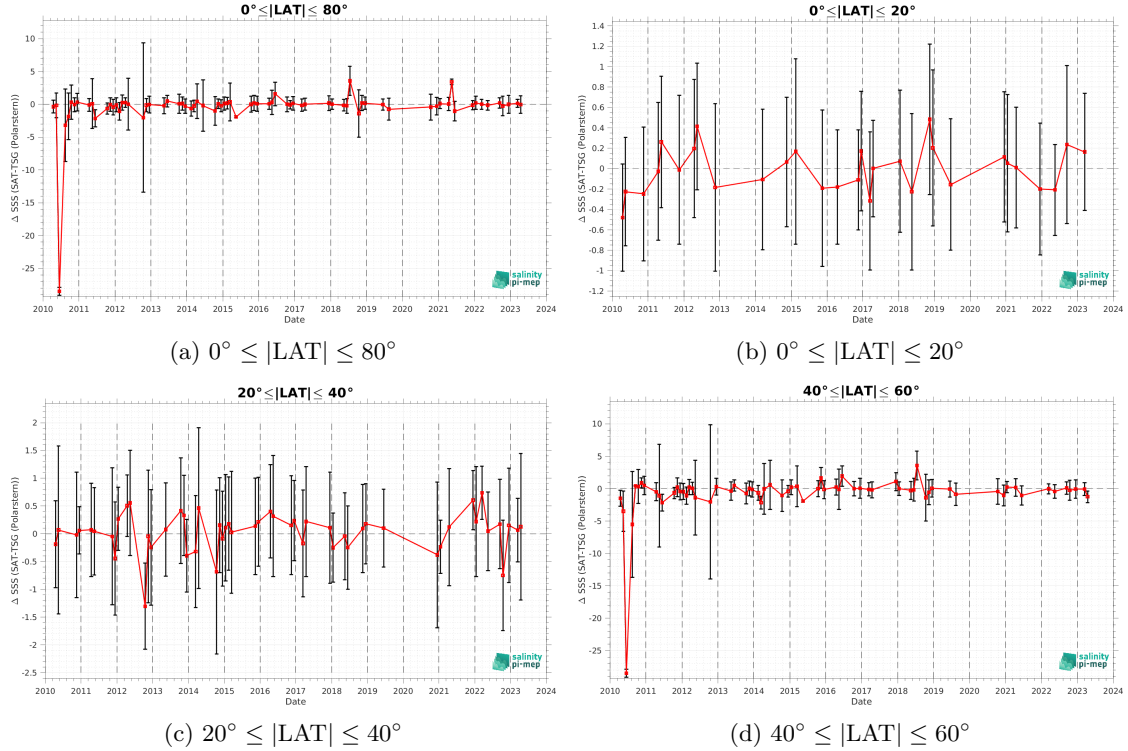 0°≤|LAT|≤ 80°
10
5
0
-5
-10
-15
-20
-25
Δ SSS (SAT-TSG (Polarstern))
2010 2011 2012 2013 2014 2015 2016 2017 2018 2019 2020 2021 2022 2023 2024
Date
salinity
pi-mep
(a) 0° ≤ |LAT| ≤ 80°
0°≤|LAT|≤ 20°
1.4
1.2
1
0.8
0.6
0.4
0.2
0
-0.2
-0.4
-0.6
-0.8
-1
-1.2
Δ SSS (SAT-TSG (Polarstern))
2010 2011 2012 2013 2014 2015 2016 2017 2018 2019 2020 2021 2022 2023 2024
Date
salinity
pi-mep
(b) 0° ≤ |LAT| ≤ 20°
20°≤|LAT|≤ 40°
2
1.5
1
0.5
0
-0.5
-1
-1.5
-2
-2.5
Δ SSS (SAT-TSG (Polarstern))
2010 2011 2012 2013 2014 2015 2016 2017 2018 2019 2020 2021 2022 2023 2024
Date
salinity
pi-mep
(c) 20° ≤ |LAT| ≤ 40°
40°≤|LAT|≤ 60°
10
5
0
-5
-10
-15
-20
-25
Δ SSS (SAT-TSG (Polarstern))
2010 2011 2012 2013 2014 2015 2016 2017 2018 2019 2020 2021 2022 2023 2024
Date
salinity
pi-mep
(d) 40° ≤ |LAT| ≤ 60°